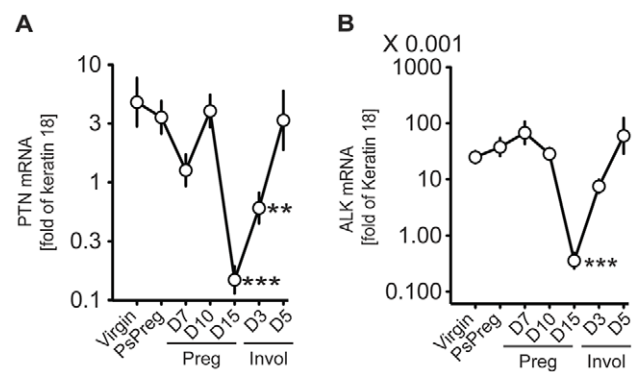 A
PTN mRNA
[fold of keratin 18]
10
3
1
0.3
0.1
**
***
Virgin
PsPreg
D7
D10
D15
D3
D5
Preg
Invol
B
X 0.001
ALK mRNA
[fold of Keratin 18]
1000
100
10
1.00
0.100
***
Virgin
PsPreg
D7
D10
D15
D3
D5
Preg
Invol